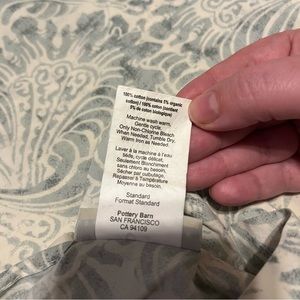 100% cotton (contains 5% organic
cotton) / 100% coton (contient
5% de coton biologique)
Machine wash warm,
Gentle cycle.
Only Non-Chlorine Bleach
When Needed, Tumble Dry.
Warm Iron as Needed.
Laver à la machine à l'eau
tiède, cycle délicat.
Seulement Blanchiment
sans chlore au besoin.
Sécher par culbutage.
Repasser à Température
Moyenne au besoin.
Standard
Format Standard
Pottery Barn
SAN FRANCISCO
CA 94109